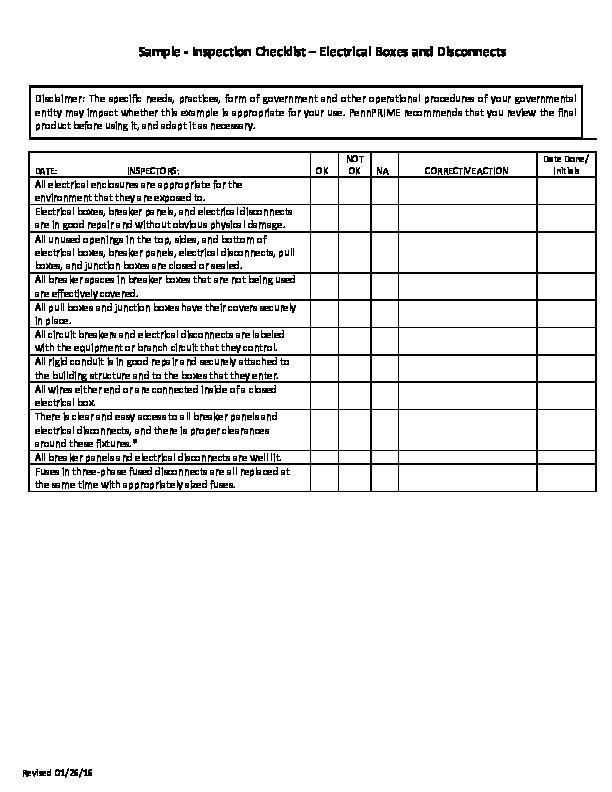 Sample - Inspection Checklist – Electrical Boxes and Disconnects
Disclaimer: The specific needs, practices, form of government and other operational procedures of your governmental
entity may impact whether this example is appropriate for your use. PennPRIME recommends that you review the final
product before using it, and adapt it as necessary.
DATE: INSPECTORS: OK NOT OK NA CORRECTIVE ACTION Date Done/ Initials
All electrical enclosures are appropriate for the
environment that they are exposed to.
Electrical boxes, breaker panels, and electrical disconnects
are in good repair and without obvious physical damage.
All unused openings in the top, sides, and bottom of
electrical boxes, breaker panels, electrical disconnects, pull
boxes, and junction boxes are closed or sealed.
All breaker spaces in breaker boxes that are not being used
are effectively covered.
All pull boxes and junction boxes have their covers securely
in place.
All circuit breakers and electrical disconnects are labeled
with the equipment or branch circuit that they control.
All rigid conduit is in good repair and securely attached to
the building structure and to the boxes that they enter.
All wires either end or are connected inside of a closed
electrical box.
There is clear and easy access to all breaker panels and
electrical disconnects, and there is proper clearances
around these fixtures.*
All breaker panels and electrical disconnects are well lit.
Fuses in three-phase fused disconnects are all replaced at
the same time with appropriately sized fuses.
Revised 01/26/16